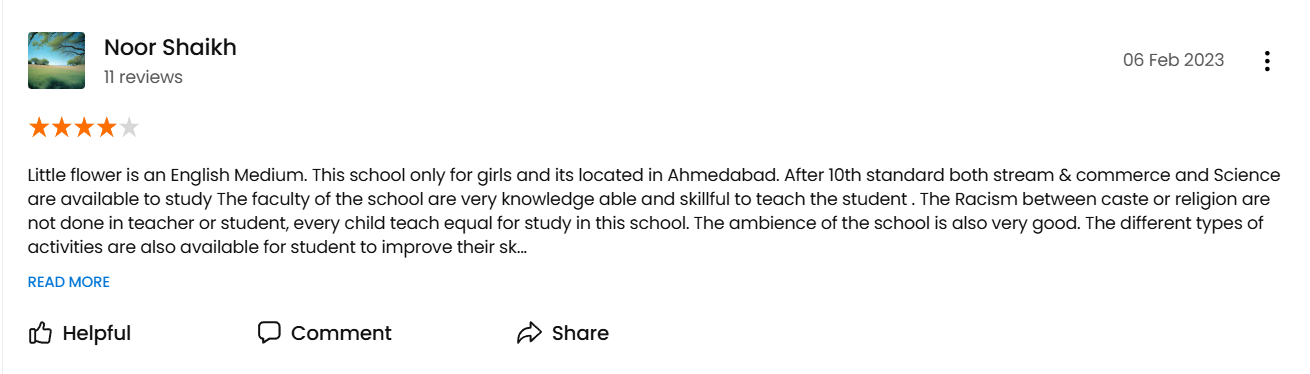 Noor Shaikh
11 reviews
06 Feb 2023
Little flower is an English Medium. This school only for girls and its located in Ahmedabad. After 10th standard both stream & commerce and Science
are available to study The faculty of the school are very knowledge able and skillful to teach the student . The Racism between caste or religion are
not done in teacher or student, every child teach equal for study in this school. The ambience of the school is also very good. The different types of
activities are also available for student to improve their sk...
READ MORE
Helpful
Comment
Share